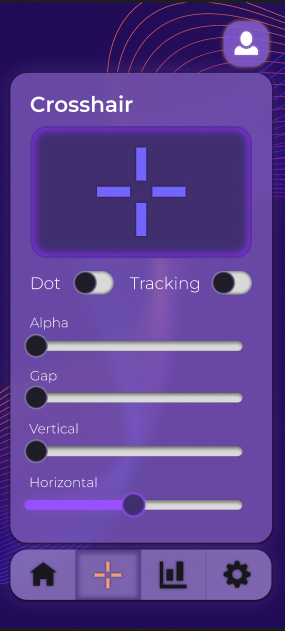 Crosshair
Dot Tracking
Alpha
Gap
Vertical
Horizontal